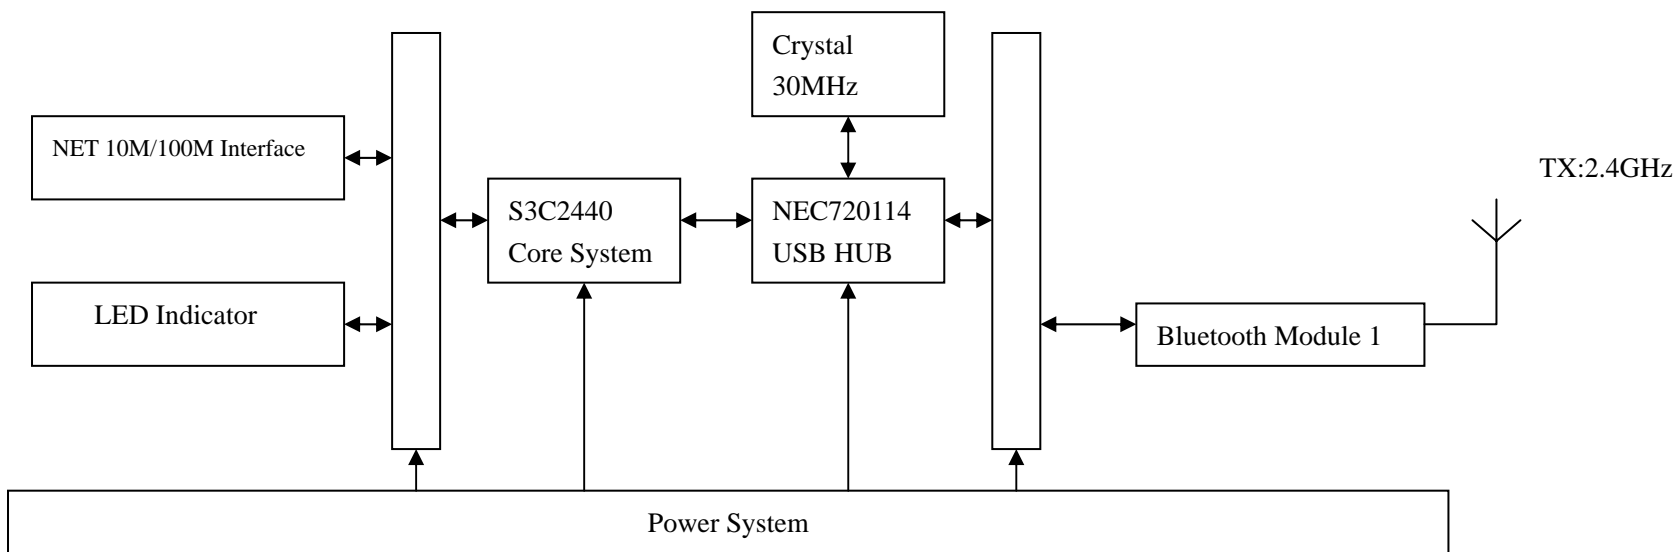 Crystal
30MHz
NET 10M/100M Interface
TX:2.4GHz
S3C2440
Core System
NEC720114
USB HUB
LED Indicator
Bluetooth Module 1
Power System